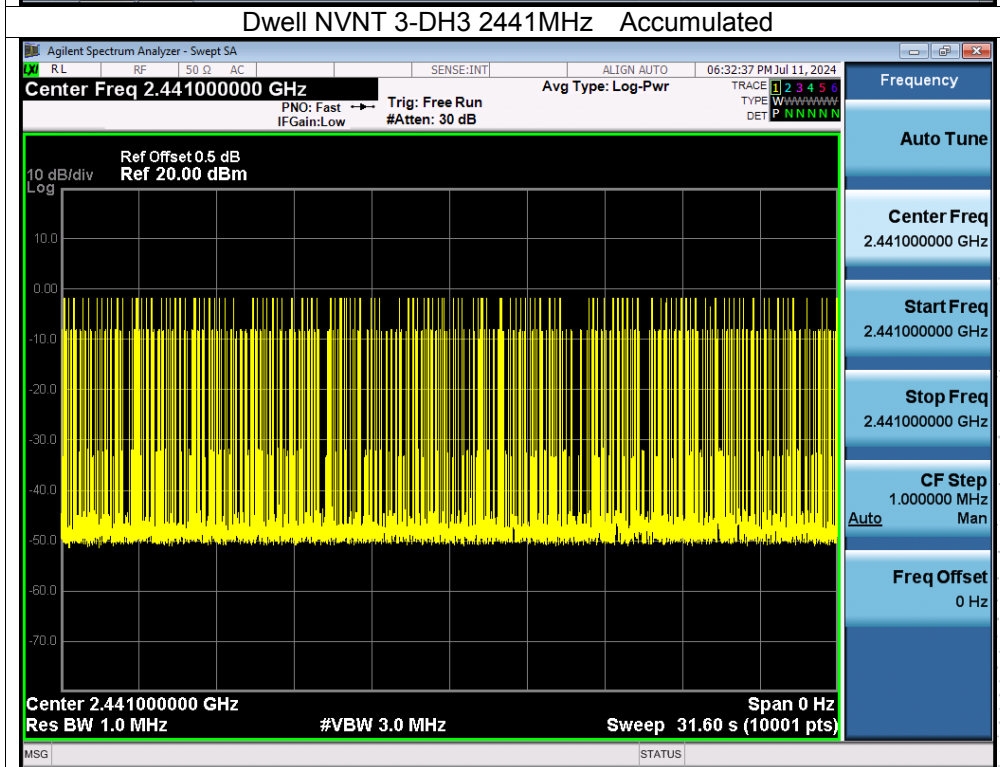 Dwell NVNT 3-DH3 2441MHz Accumulated
Agilent Spectrum Analyzer - Swept SA
LXI RL RF 50 Ω AC SENSE:INT ALIGN AUTO 06:32:37 PM Jul 11, 2024
Center Freq 2.441000000 GHz Avg Type: Log-Pwr TRACE 1 2 3 4 5 6
PNO: Fast Trig: Free Run TYPE WWWWWWW
IFGain:Low #Atten: 30 dB DET P N N N N N
Frequency
Auto Tune
Center Freq
2.441000000 GHz
Start Freq
2.441000000 GHz
Stop Freq
2.441000000 GHz
CF Step
1.000000 MHz
Auto Man
Freq Offset
0 Hz
Ref Offset 0.5 dB
10 dB/div Ref 20.00 dBm
Log
10.0
0.00
-10.0
-20.0
-30.0
-40.0
-50.0
-60.0
-70.0
Center 2.441000000 GHz Span 0 Hz
Res BW 1.0 MHz #VBW 3.0 MHz Sweep 31.60 s (10001 pts)
MSG STATUS